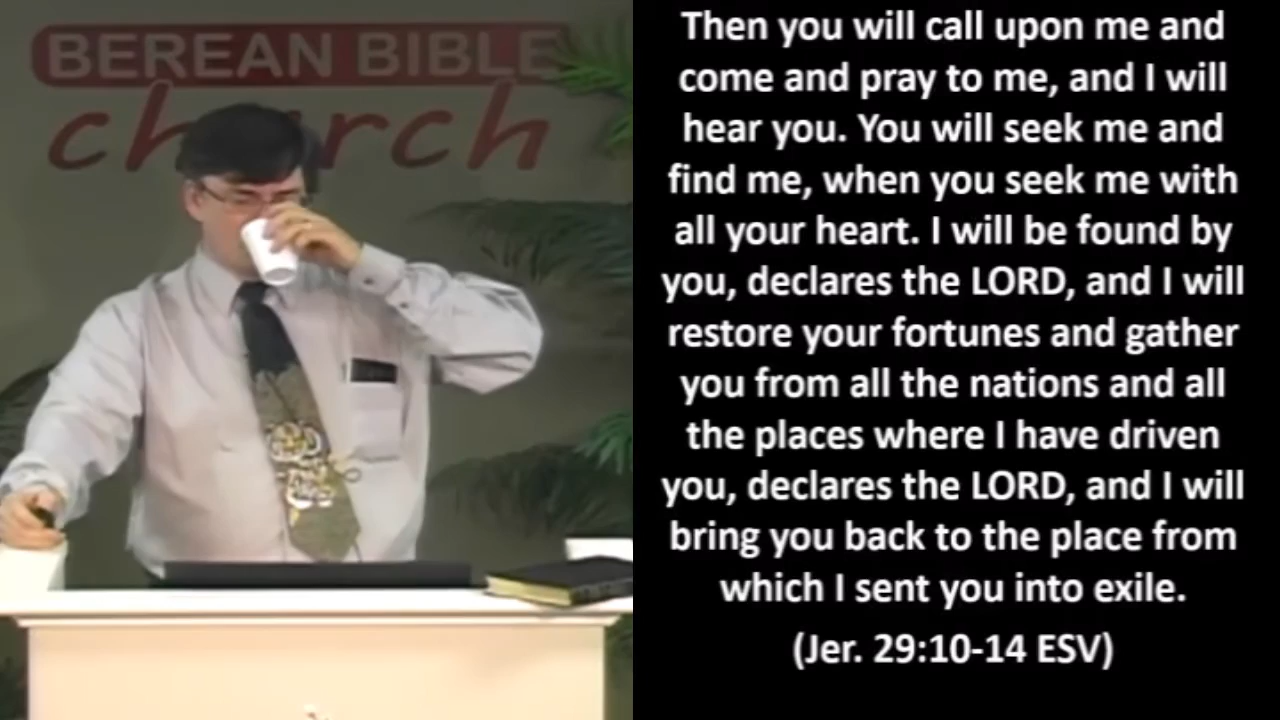 BEREAN BIBLE
church
Then you will call upon me and
come and pray to me, and I will
hear you. You will seek me and
find me, when you seek me with
all your heart. I will be found by
you, declares the LORD, and I will
restore your fortunes and gather
you from all the nations and all
the places where I have driven
you, declares the LORD, and I will
bring you back to the place from
which I sent you into exile.
(Jer. 29:10-14 ESV)